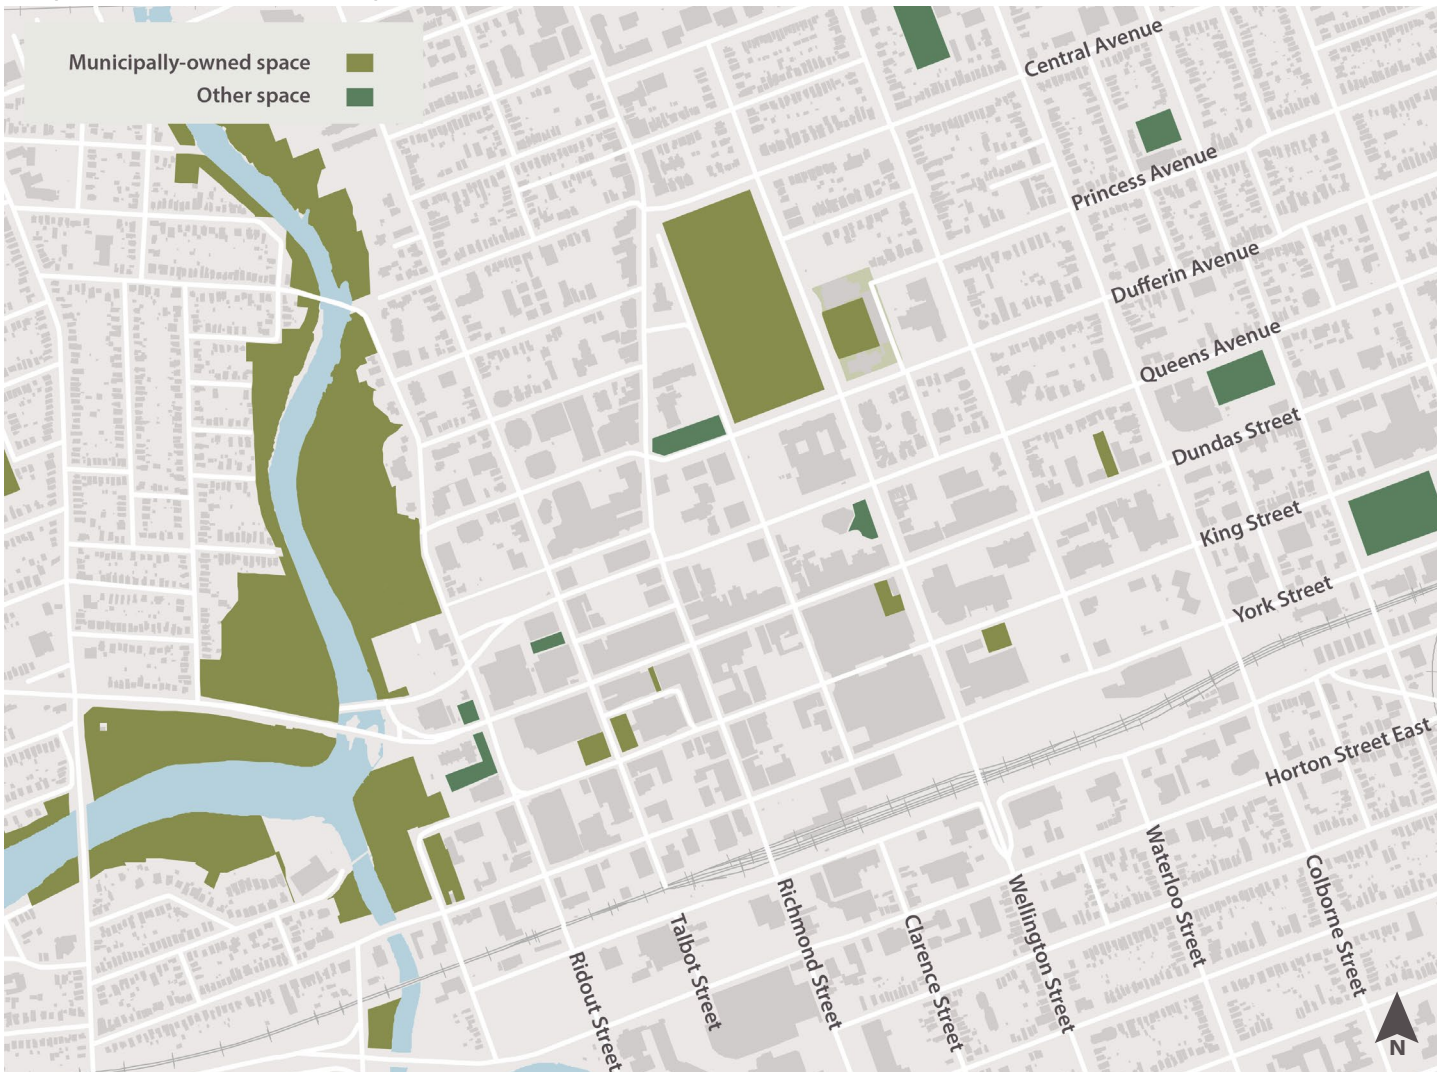 Municipally-owned space
Other space
Central Avenue
Princess Avenue
Dufferin Avenue
Queens Avenue
Dundas Street
King Street
York Street
Horton Street East
Ridout Street
Talbot Street
Richmond Street
Clarence Street
Wellington Street
Waterloo Street
Colborne Street
N